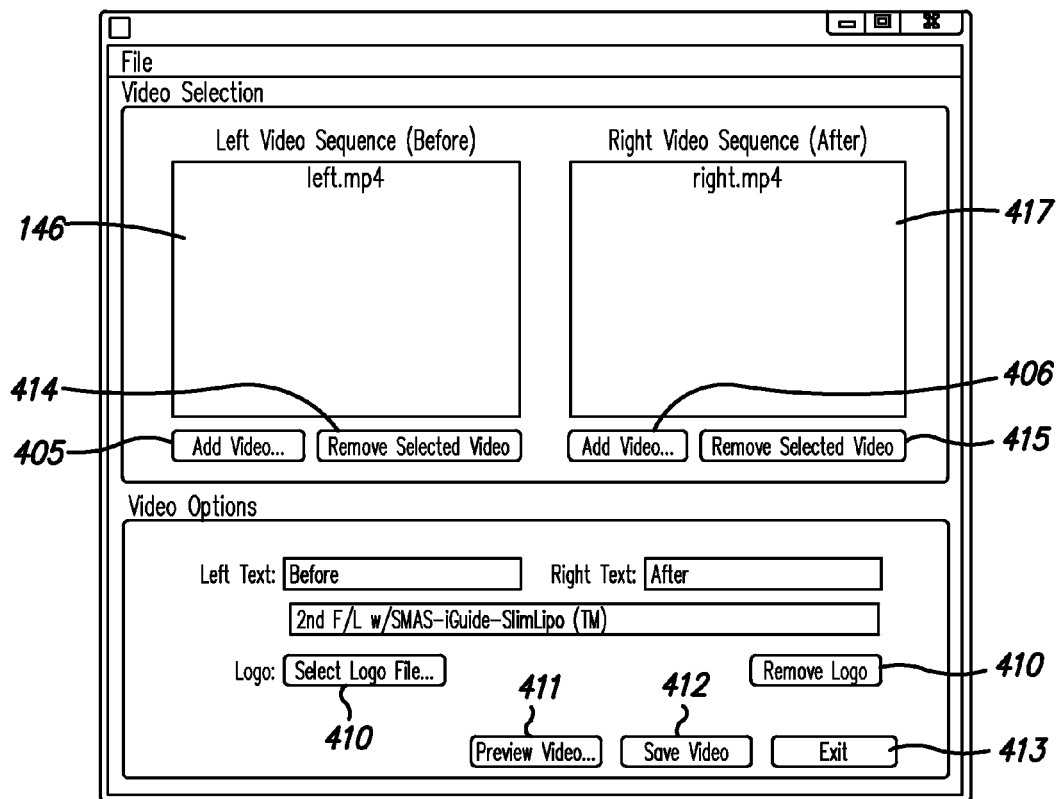 File
Video Selection
Left Video Sequence (Before) Right Video Sequence (After)
left.mp4 right.mp4
146 417
414 406
405 Add Video... Remove Selected Video Add Video... Remove Selected Video 415
Video Options
Left Text: Before Right Text: After
2nd F/L w/SMAS-iGuide-SlimLipo (TM)
Logo: Select Logo File... Remove Logo 410
410 411 412
Preview Video... Save Video Exit 413